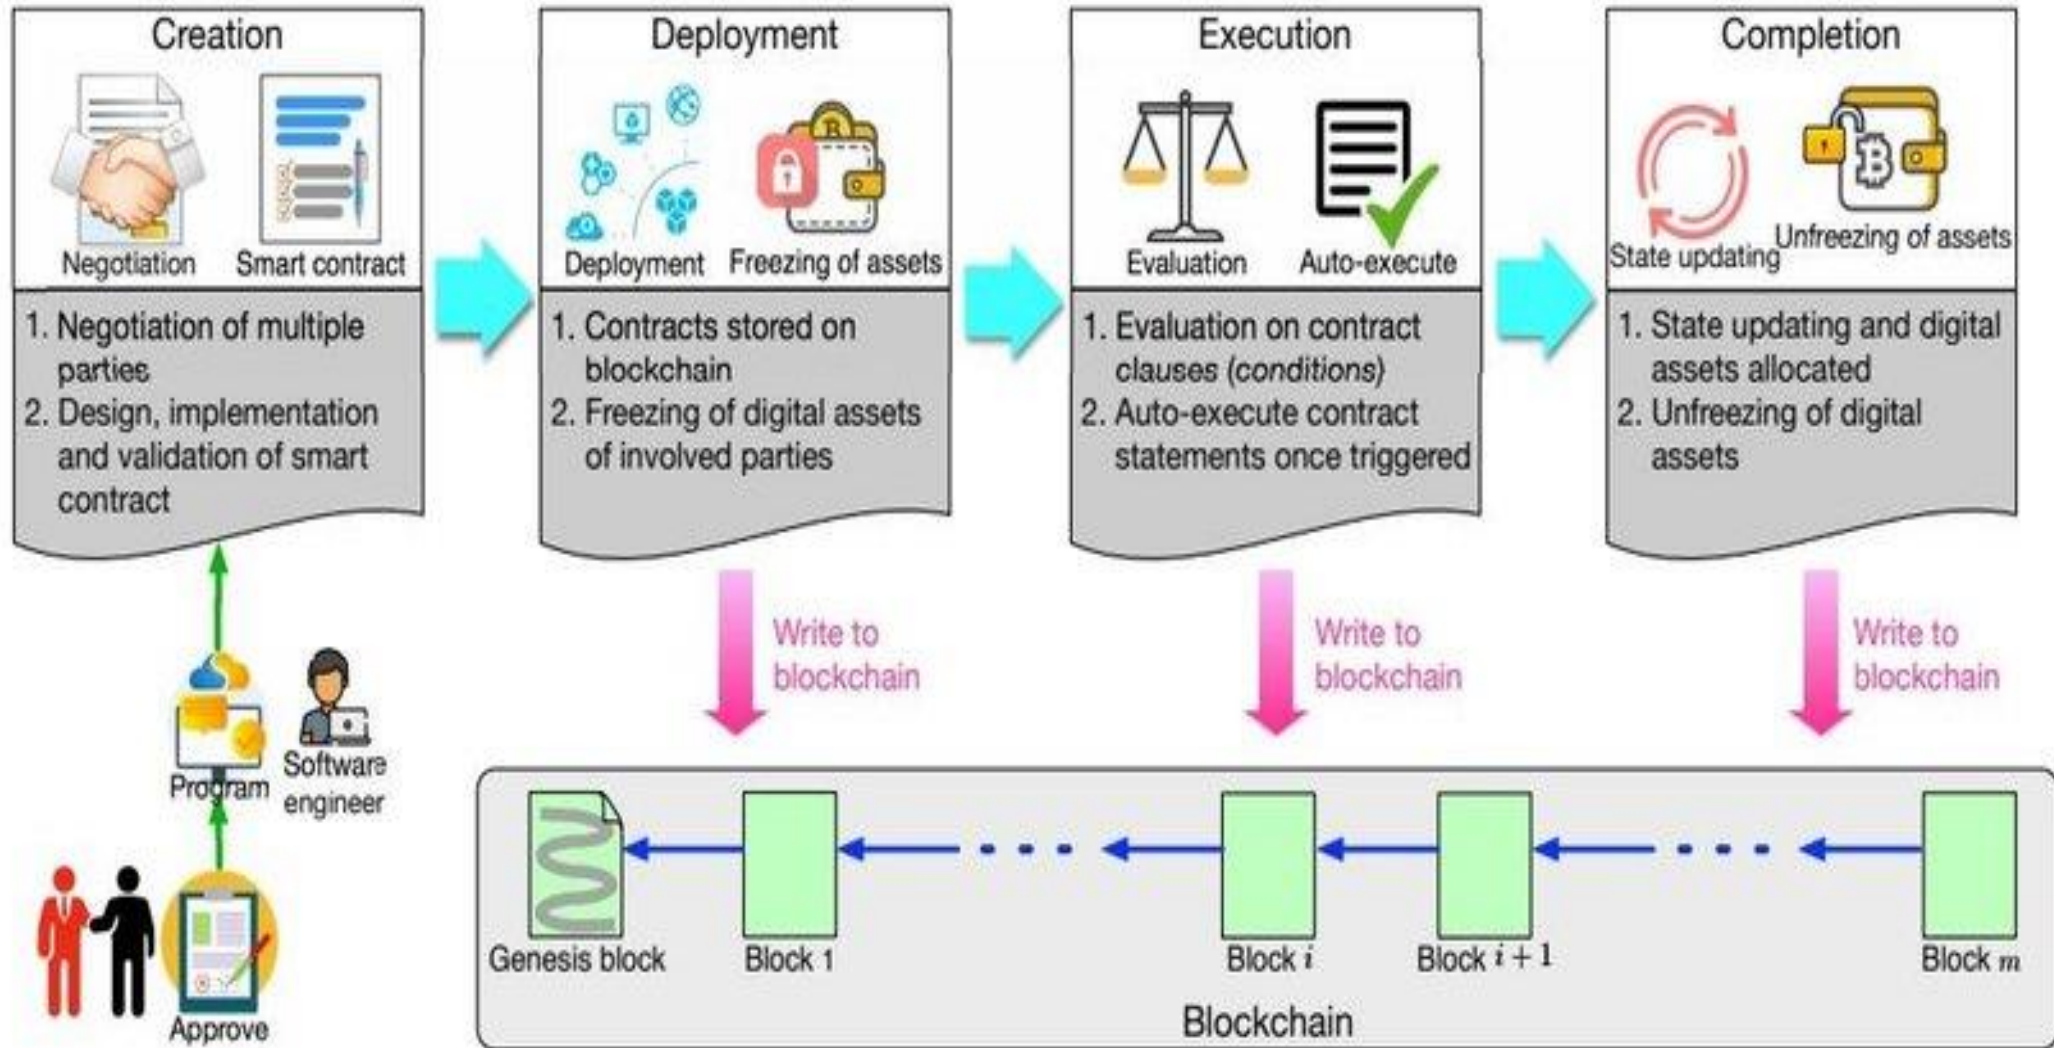 Creation
Negotiation
Smart contract
1. Negotiation of multiple
parties
2. Design, implementation
and validation of smart
contract
Deployment
Deployment
Freezing of assets
1. Contracts stored on
blockchain
2. Freezing of digital assets
of involved parties
Execution
Evaluation
Auto-execute
1. Evaluation on contract
clauses (conditions)
2. Auto-execute contract
statements once triggered
Completion
State updating
Unfreezing of assets
1. State updating and digital
assets allocated
2. Unfreezing of digital
assets
Program
Software
engineer
Approve
Write to
blockchain
Write to
blockchain
Write to
blockchain
Genesis block
Block 1
Block i
Block i + 1
Block m
Blockchain